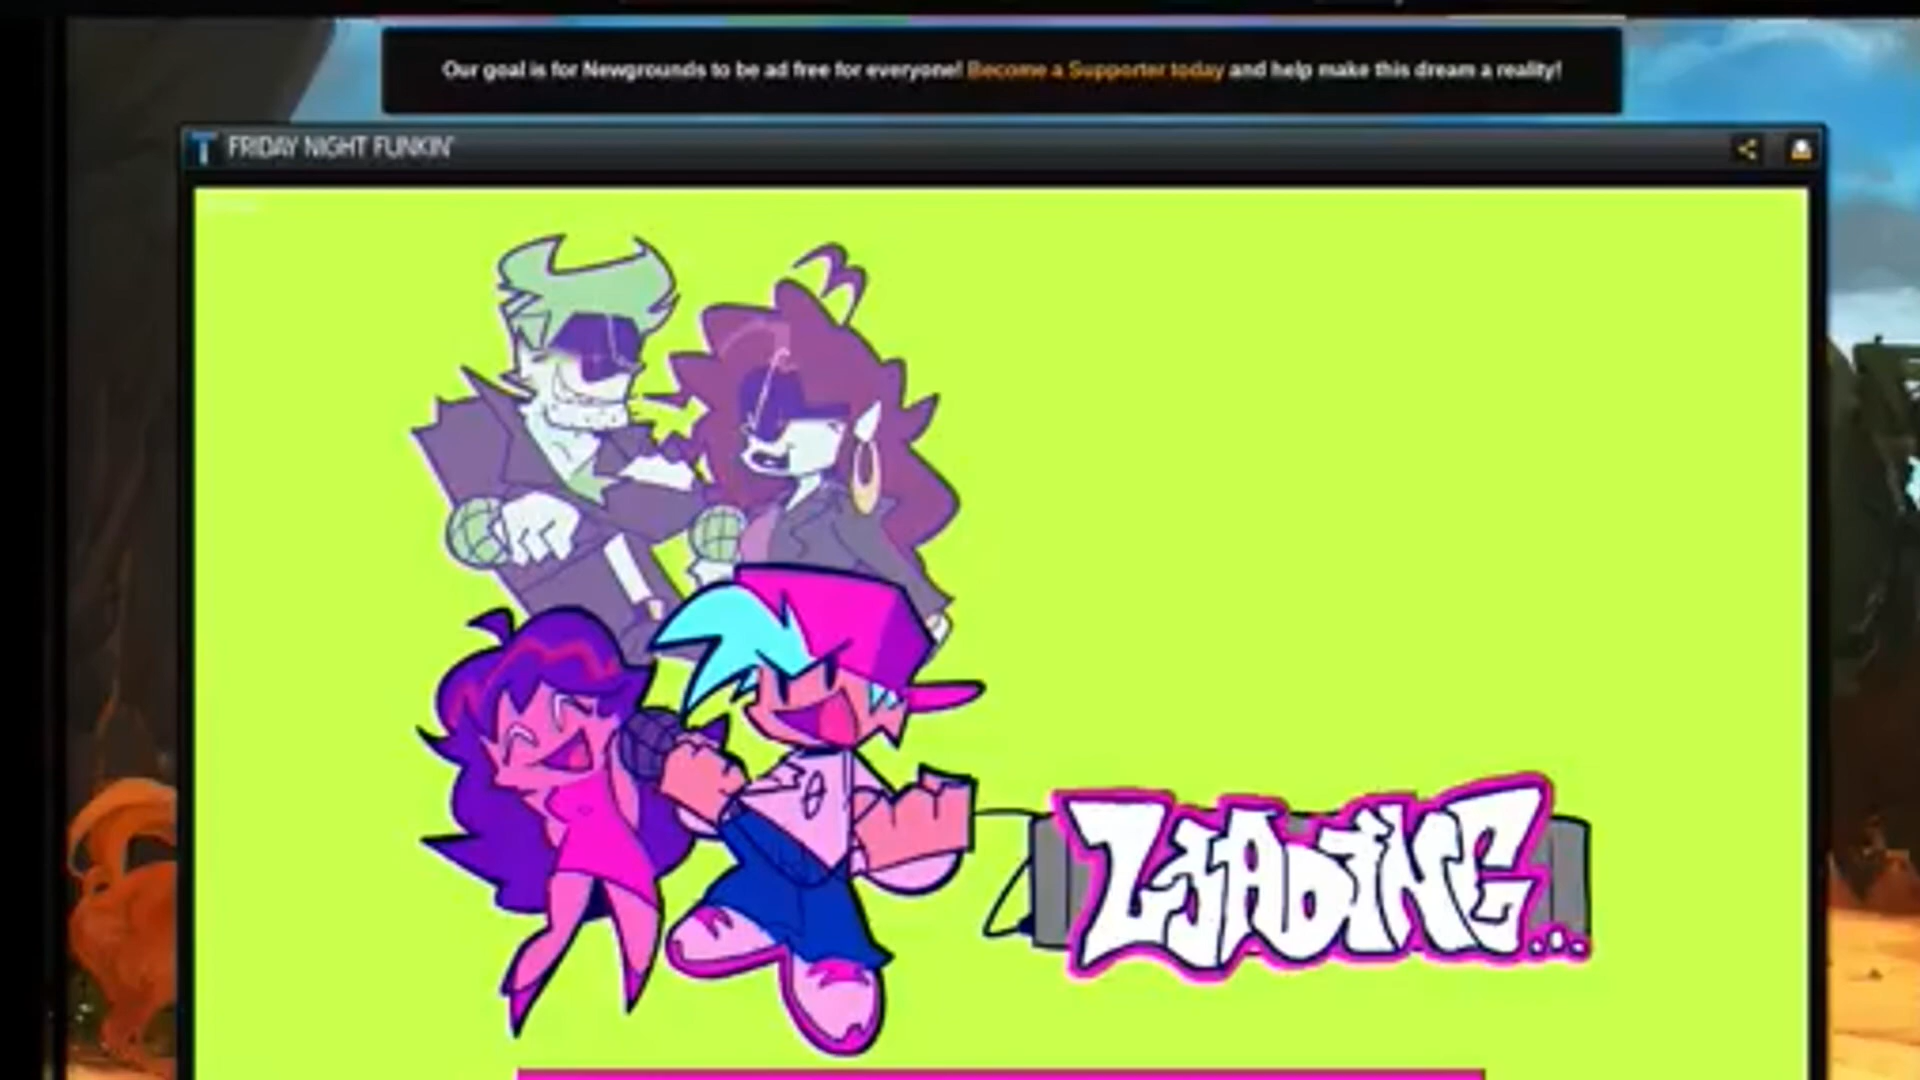 Our goal is for Newgrounds to be ad free for everyone! Become a Supporter today and help make this dream a reality!
FRIDAY NIGHT FUNKIN'
LOADING...